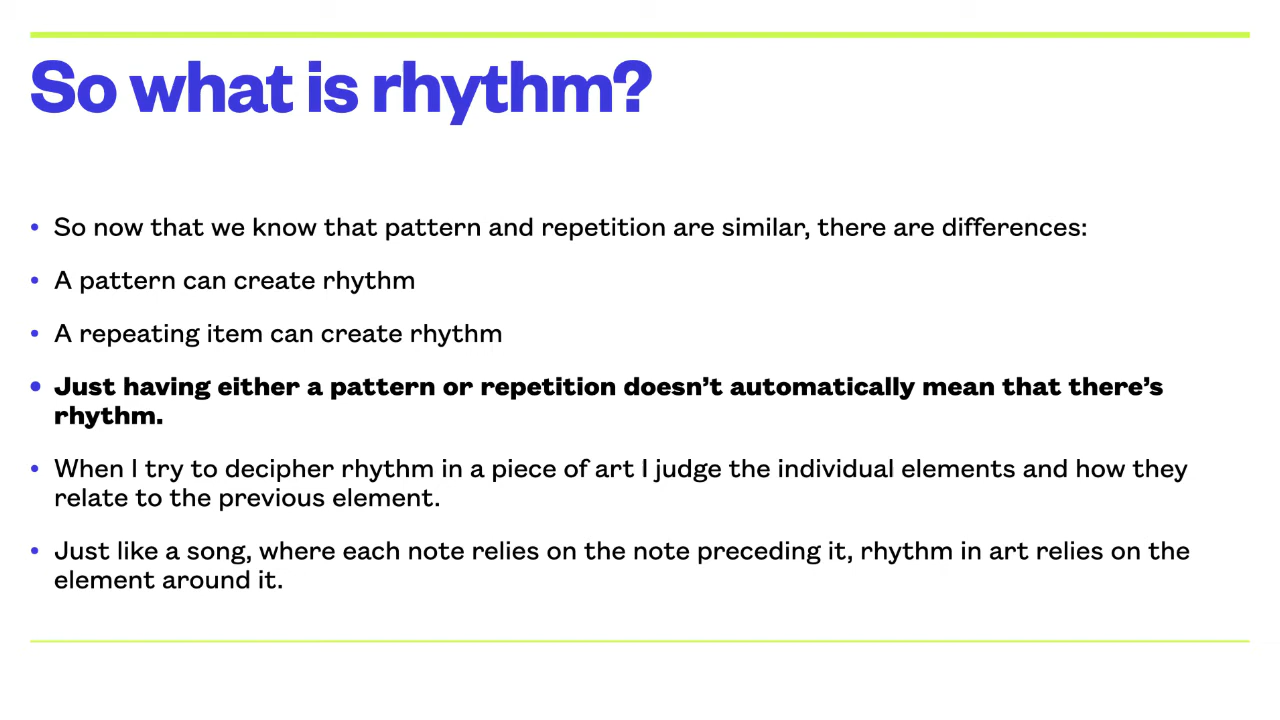 So what is rhythm?
• So now that we know that pattern and repetition are similar, there are differences:
• A pattern can create rhythm
• A repeating item can create rhythm
• Just having either a pattern or repetition doesn’t automatically mean that there’s
rhythm.
• When I try to decipher rhythm in a piece of art I judge the individual elements and how they
relate to the previous element.
• Just like a song, where each note relies on the note preceding it, rhythm in art relies on the
element around it.